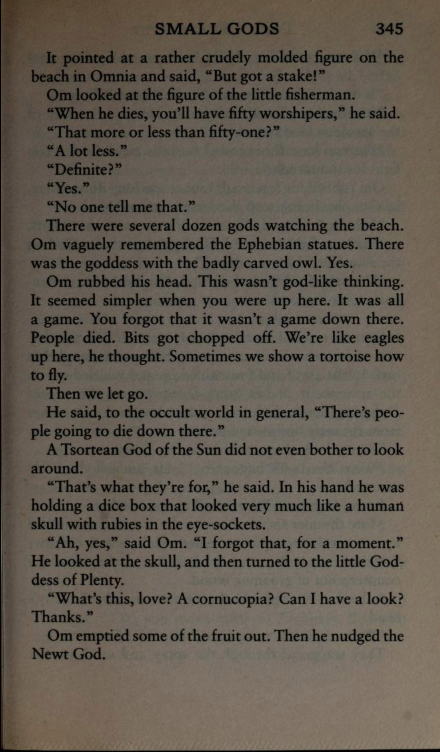 SMALL GODS 345
It pointed at a rather crudely molded figure on the
beach in Omnia and said, “But got a stake!”
Om looked at the figure of the little fisherman.
“When he dies, you’ll have fifty worshipers,” he said.
“That more or less than fifty-one?”
“A lot less.”
“Definite?”
“Yes.”
“No one tell me that.”
There were several dozen gods watching the beach.
Om vaguely remembered the Ephebian statues. There
was the goddess with the badly carved owl. Yes.
Om rubbed his head. This wasn’t god-like thinking.
It seemed simpler when you were up here. It was all
a game. You forgot that it wasn’t a game down there.
People died. Bits got chopped off. We’re like eagles
up here, he thought. Sometimes we show a tortoise how
to fly.
Then we let go.
He said, to the occult world in general, “There’s peo-
ple going to die down there.”
A Tsortean God of the Sun did not even bother to look
around.
“That’s what they’re for,” he said. In his hand he was
holding a dice box that looked very much like a human
skull with rubies in the eye-sockets.
“Ah, yes,” said Om. “I forgot that, for a moment.”
He looked at the skull, and then turned to the little God-
dess of Plenty.
“What’s this, love? A cornucopia? Can I have a look?
Thanks.”
Om emptied some of the fruit out. Then he nudged the
Newt God.